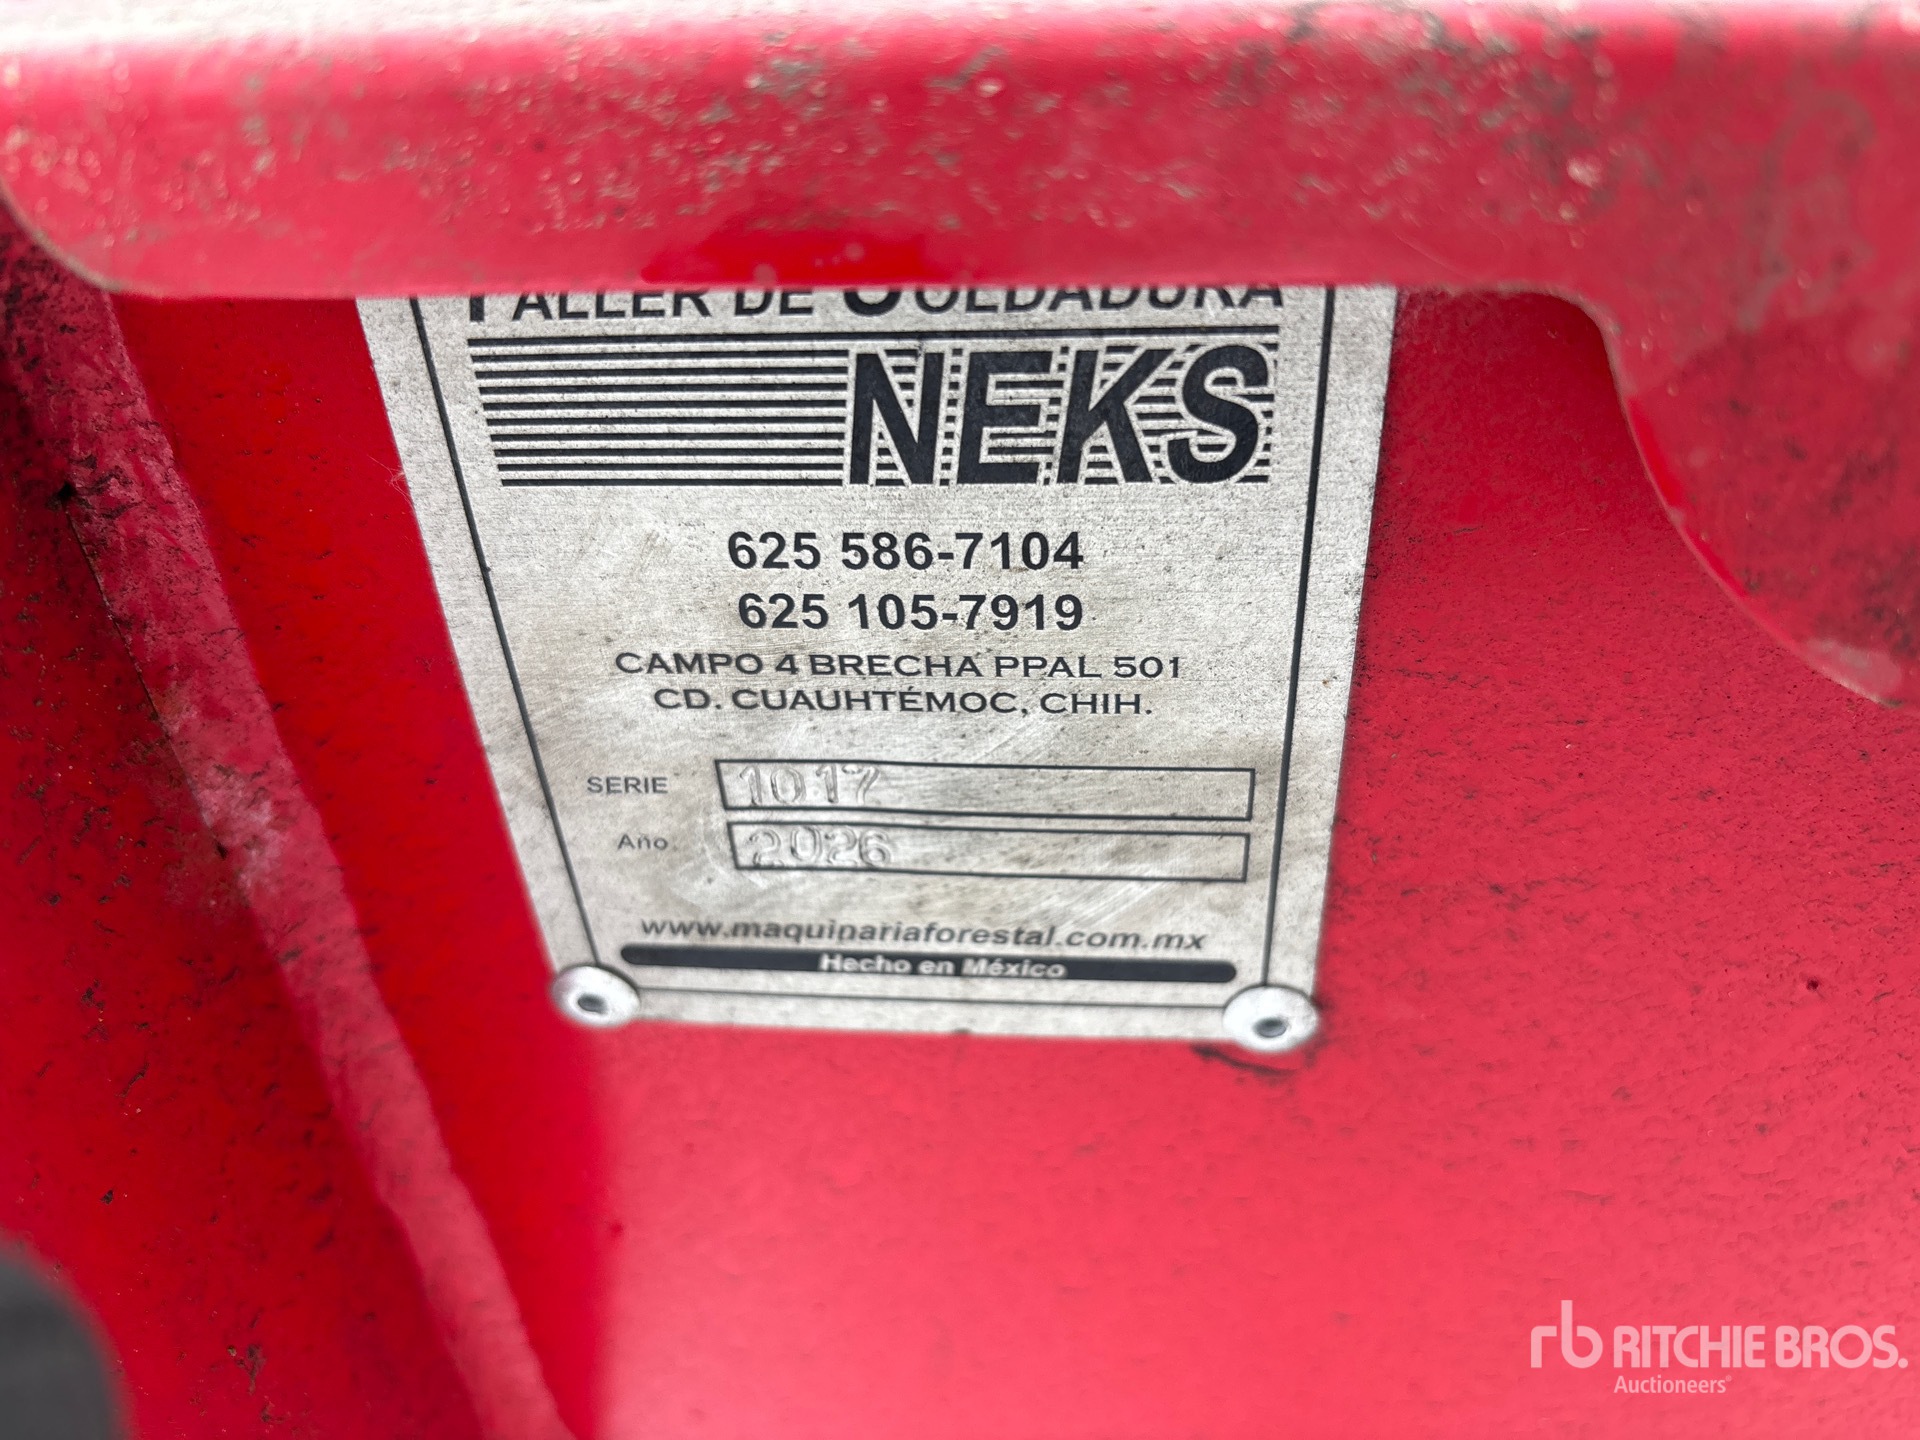 TALLER DE SOLDADURA
NEKS
625 586-7104
625 105-7919
CAMPO 4 BRECHA PPAL 501
CD. CUAUHTÉMOC, CHIH.
SERIE 1017
Año. 2026
www.maquinariaforestal.com.mx
Hecho en México
rb RITCHIE BROS.
Auctioneers